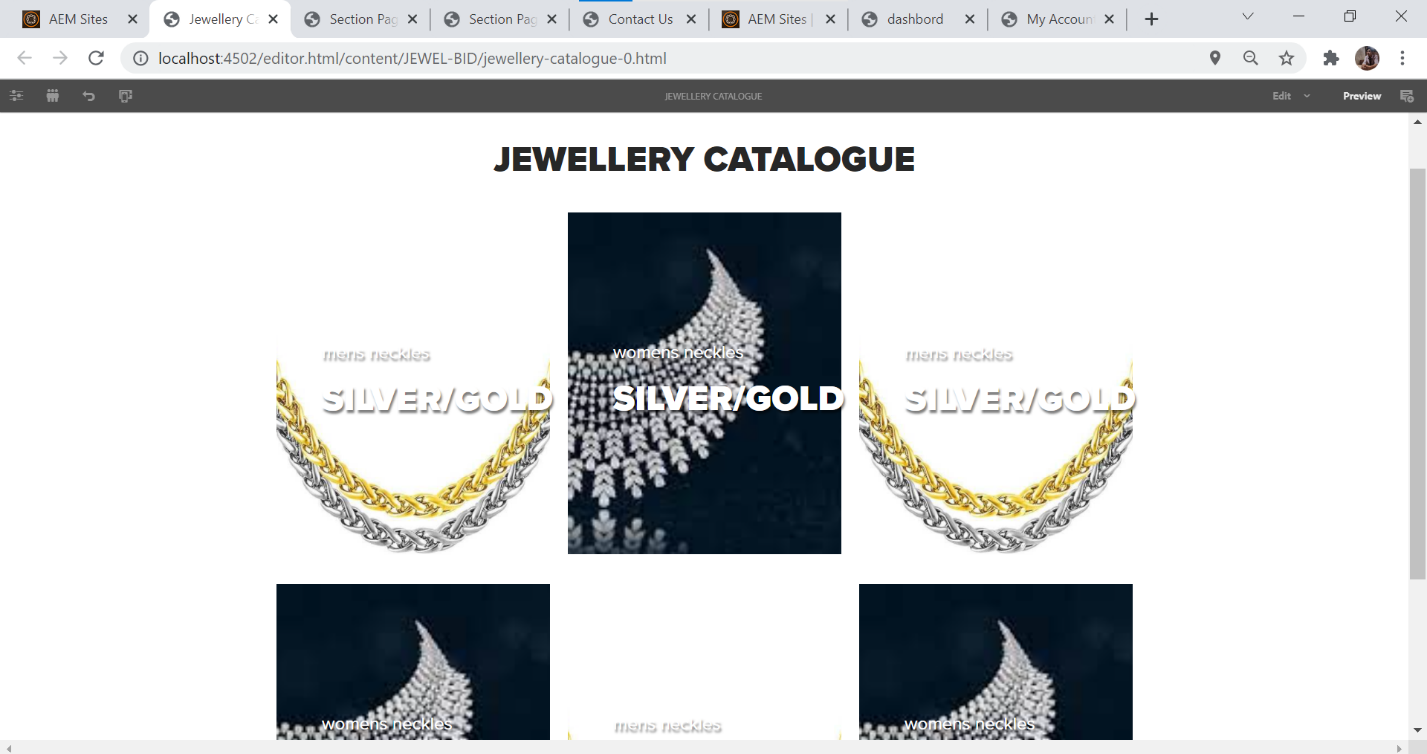 AEM Sites
Jewellery C
Section Pag
Section Pag
Contact Us
AEM Sites |
dashbord
My Accoun
localhost:4502/editor.html/content/JEWEL-BID/jewellery-catalogue-0.html
JEWELLERY CATALOGUE
Edit
Preview
JEWELLERY CATALOGUE
mens neckles
SILVER/GOLD
womens neckles
SILVER/GOLD
mens neckles
SILVER/GOLD
womens neckles
mens neckles
womens neckles